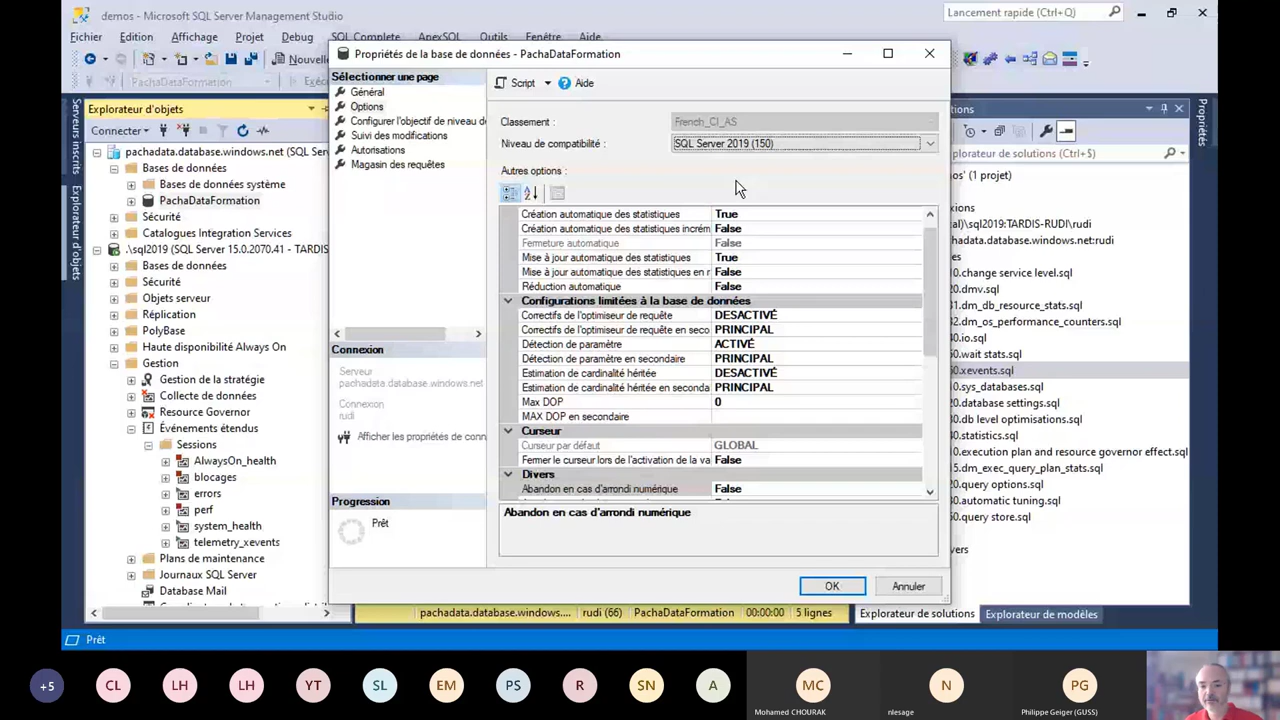 demos - Microsoft SQL Server Management Studio
Lancement rapide (Ctrl+Q)
Fichier Edition Affichage Projet Debug Outils Fenêtre Aide
Nouvelle
PachaDataFormation
Explorateur d'objets
Connecter
Serveurs inscrits
Explorateur d'objets
pachadata.database.windows.net (SQL Ser
Bases de données
Bases de données système
PachaDataFormation
Sécurité
Catalogues Integration Services
.\sql2019 (SQL Server 15.0.2070.41 - TARDIS
Bases de données
Sécurité
Objets serveur
Réplication
PolyBase
Haute disponibilité Always On
Gestion
Gestion de la stratégie
Collecte de données
Resource Governor
Événements étendus
Sessions
AlwaysOn_health
blocages
errors
perf
system_health
telemetry_xevents
Plans de maintenance
Journaux SQL Server
Database Mail
Propriétés de la base de données - PachaDataFormation
Sélectionner une page
Général
Options
Configurer l'objectif de niveau d
Suivi des modifications
Autorisations
Magasin des requêtes
Connexion
Serveur
pachadata.database.windows.net
Connexion
rudi
Afficher les propriétés de conn
Progression
Prêt
Script Aide
Classement : French_CI_AS
Niveau de compatibilité : SQL Server 2019 (150)
Autres options :
Création automatique des statistiques True
Création automatique des statistiques incrém False
Fermeture automatique False
Mise à jour automatique des statistiques True
Mise à jour automatique des statistiques en r False
Réduction automatique False
Configurations limitées à la base de données
Correctifs de l'optimiseur de requête DESACTIVÉ
Correctifs de l'optimiseur de requête en seco PRINCIPAL
Détection de paramètre ACTIVÉ
Détection de paramètre en secondaire PRINCIPAL
Estimation de cardinalité héritée DESACTIVÉ
Estimation de cardinalité héritée en seconda PRINCIPAL
Max DOP 0
MAX DOP en secondaire
Curseur
Curseur par défaut GLOBAL
Fermer le curseur lors de l'activation de la va False
Divers
Abandon en cas d'arrondi numérique False
Abandon en cas d'arrondi numérique
OK Annuler
Propriétés
tions
plorateur de solutions (Ctrl+$)
os' (1 projet)
xions
al)\sql2019:TARDIS-RUDI\rudi
chadata.database.windows.net:rudi
es
0.change service level.sql
0.dmv.sql
.dm_db_resource_stats.sql
0.dm_os_performance_counters.sql
0.io.sql
0.wait stats.sql
0.xevents.sql
0.sys_databases.sql
0.database settings.sql
0.db level optimisations.sql
0.statistics.sql
0.execution plan and resource governor effect.sql
5.dm_exec_query_plan_stats.sql
0.query options.sql
0.automatic tuning.sql
0.query store.sql
vers
pachadata.database.windows.... rudi (66) PachaDataFormation 00:00:00 5 lignes
Explorateur de solutions Explorateur de modèles
Prêt
+5 CL LH LH YT SL EM PS R SN A MC N PG
Mohamed CHOURAK nlesage Philippe Geiger (GUSS)